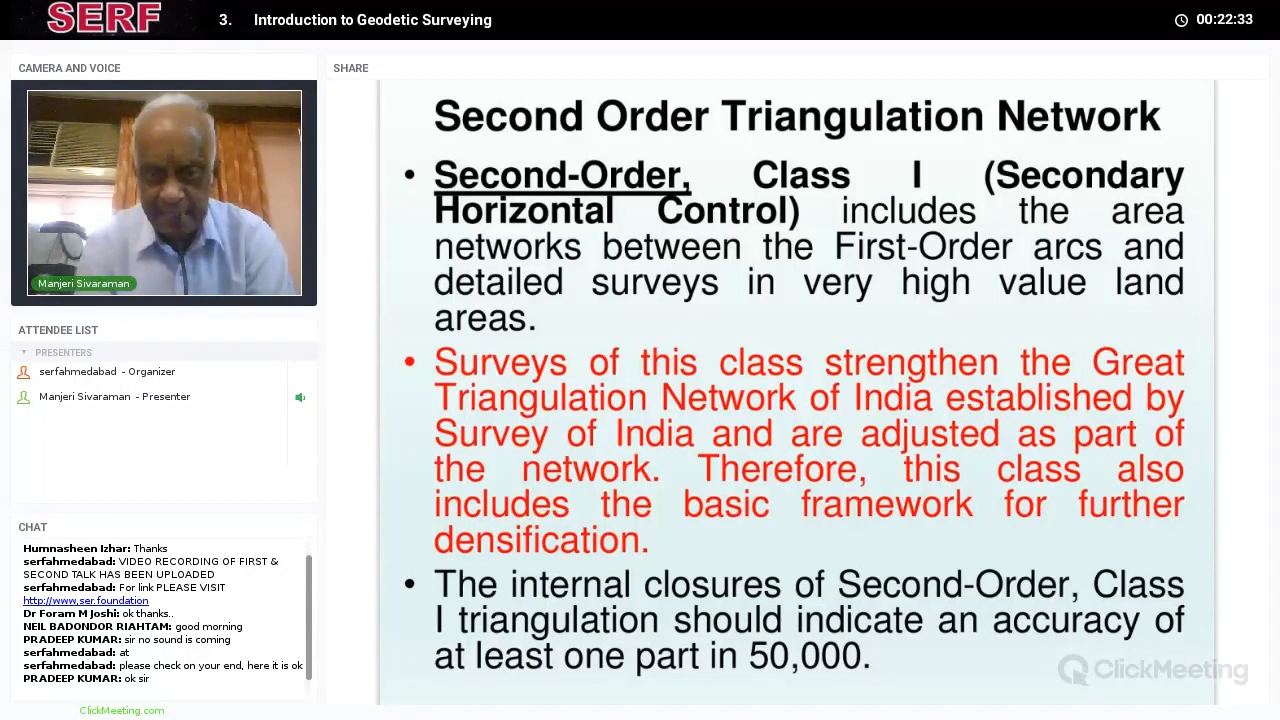 SERF
3. Introduction to Geodetic Surveying
00:22:33
CAMERA AND VOICE
Manjeri Sivaraman
ATTENDEE LIST
PRESENTERS
serfahmedabad - Organizer
Manjeri Sivaraman - Presenter
CHAT
Humnasheen Izhar: Thanks
serfahmedabad: VIDEO RECORDING OF FIRST &
SECOND TALK HAS BEEN UPLOADED
serfahmedabad: For link PLEASE VISIT
http://www.ser.foundation
Dr Foram M Joshi: ok thanks..
NEIL BADONDOR RIAHTAM: good morning
PRADEEP KUMAR: sir no sound is coming
serfahmedabad: at
serfahmedabad: please check on your end, here it is ok
PRADEEP KUMAR: ok sir
ClickMeeting.com
SHARE
Second Order Triangulation Network
• Second-Order, Class I (Secondary
Horizontal Control) includes the area
networks between the First-Order arcs and
detailed surveys in very high value land
areas.
• Surveys of this class strengthen the Great
Triangulation Network of India established by
Survey of India and are adjusted as part of
the network. Therefore, this class also
includes the basic framework for further
densification.
• The internal closures of Second-Order, Class
I triangulation should indicate an accuracy of
at least one part in 50,000.
ClickMeeting